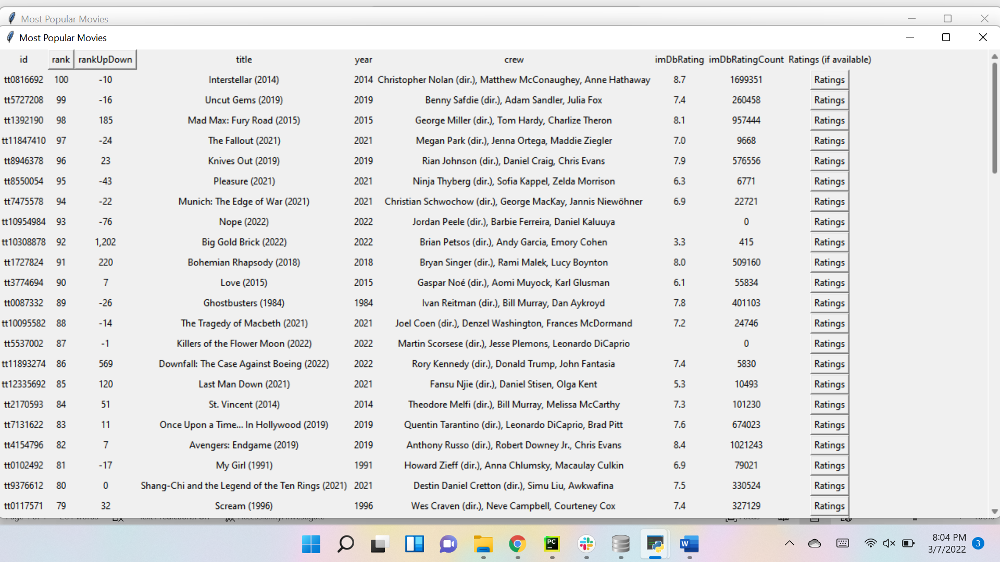 Most Popular Movies
Most Popular Movies
id rank rankUpDown title year crew imDbRating imDbRatingCount Ratings (if available)
tt0816692 100 -10 Interstellar (2014) 2014 Christopher Nolan (dir.), Matthew McConaughey, Anne Hathaway 8.7 1699351 Ratings
tt5727208 99 -16 Uncut Gems (2019) 2019 Benny Safdie (dir.), Adam Sandler, Julia Fox 7.4 260458 Ratings
tt1392190 98 185 Mad Max: Fury Road (2015) 2015 George Miller (dir.), Tom Hardy, Charlize Theron 8.1 957444 Ratings
tt11847410 97 -24 The Fallout (2021) 2021 Megan Park (dir.), Jenna Ortega, Maddie Ziegler 7.0 9668 Ratings
tt8946378 96 23 Knives Out (2019) 2019 Rian Johnson (dir.), Daniel Craig, Chris Evans 7.9 576556 Ratings
tt8550054 95 -43 Pleasure (2021) 2021 Ninja Thyberg (dir.), Sofia Kappel, Zelda Morrison 6.3 6771 Ratings
tt7475578 94 -22 Munich: The Edge of War (2021) 2021 Christian Schwochow (dir.), George MacKay, Jannis Niewöhner 6.9 22721 Ratings
tt10954984 93 -76 Nope (2022) 2022 Jordan Peele (dir.), Barbie Ferreira, Daniel Kaluuya 0 Ratings
tt10308878 92 1,202 Big Gold Brick (2022) 2022 Brian Petsos (dir.), Andy Garcia, Emory Cohen 3.3 415 Ratings
tt1727824 91 220 Bohemian Rhapsody (2018) 2018 Bryan Singer (dir.), Rami Malek, Lucy Boynton 8.0 509160 Ratings
tt3774694 90 7 Love (2015) 2015 Gaspar Noé (dir.), Aomi Muyock, Karl Glusman 6.1 55834 Ratings
tt0087332 89 -26 Ghostbusters (1984) 1984 Ivan Reitman (dir.), Bill Murray, Dan Aykroyd 7.8 401103 Ratings
tt10095582 88 -14 The Tragedy of Macbeth (2021) 2021 Joel Coen (dir.), Denzel Washington, Frances McDormand 7.2 24746 Ratings
tt5537002 87 -1 Killers of the Flower Moon (2022) 2022 Martin Scorsese (dir.), Jesse Plemons, Leonardo DiCaprio 0 Ratings
tt11893274 86 569 Downfall: The Case Against Boeing (2022) 2022 Rory Kennedy (dir.), Donald Trump, John Fantasia 7.4 5830 Ratings
tt12335692 85 120 Last Man Down (2021) 2021 Fansu Njie (dir.), Daniel Stisen, Olga Kent 5.3 10493 Ratings
tt2170593 84 51 St. Vincent (2014) 2014 Theodore Melfi (dir.), Bill Murray, Melissa McCarthy 7.3 101230 Ratings
tt7131622 83 11 Once Upon a Time... In Hollywood (2019) 2019 Quentin Tarantino (dir.), Leonardo DiCaprio, Brad Pitt 7.6 674023 Ratings
tt4154796 82 7 Avengers: Endgame (2019) 2019 Anthony Russo (dir.), Robert Downey Jr., Chris Evans 8.4 1021243 Ratings
tt0102492 81 -17 My Girl (1991) 1991 Howard Zieff (dir.), Anna Chlumsky, Macaulay Culkin 6.9 79021 Ratings
tt9376612 80 0 Shang-Chi and the Legend of the Ten Rings (2021) 2021 Destin Daniel Cretton (dir.), Simu Liu, Awkwafina 7.5 330524 Ratings
tt0117571 79 32 Scream (1996) 1996 Wes Craven (dir.), Neve Campbell, Courteney Cox 7.4 327129 Ratings
PC
W
8:04 PM
3/7/2022
3